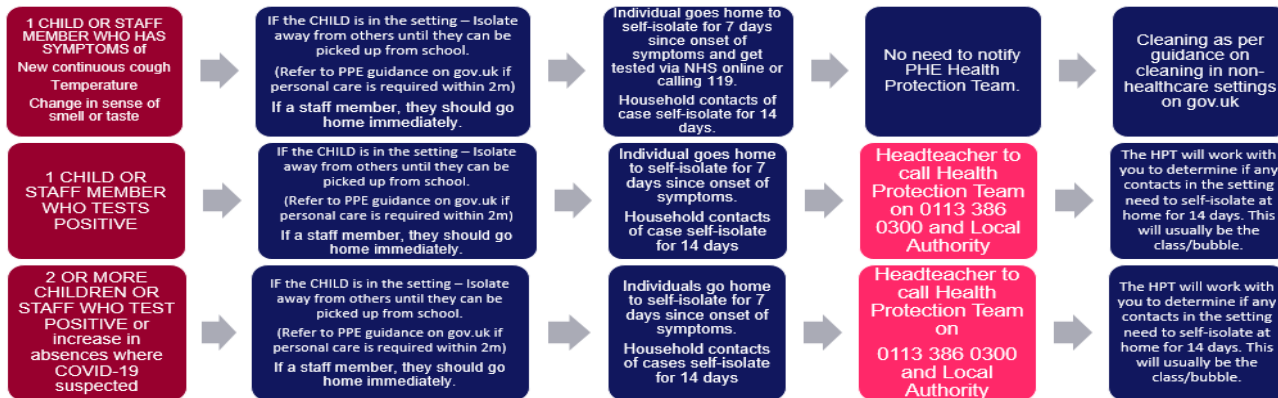 1 CHILD OR STAFF
MEMBER WHO HAS
SYMPTOMS of
New continuous cough
Temperature
Change in sense of
smell or taste
IF the CHILD is in the setting – Isolate
away from others until they can be
picked up from school.
(Refer to PPE guidance on gov.uk if
personal care is required within 2m)
If a staff member, they should go
home immediately.
Individual goes home to
self-isolate for 7 days
since onset of
symptoms and get
tested via NHS online or
calling 119.
Household contacts of
case self-isolate for 14
days.
No need to notify
PHE Health
Protection Team.
Cleaning as per
guidance on
cleaning in non-
healthcare settings
on gov.uk
1 CHILD OR
STAFF MEMBER
WHO TESTS
POSITIVE
IF the CHILD is in the setting – Isolate
away from others until they can be
picked up from school.
(Refer to PPE guidance on gov.uk if
personal care is required within 2m)
If a staff member, they should go
home immediately.
Individual goes home
to self-isolate for 7
days since onset of
symptoms.
Household contacts
of case self-isolate
for 14 days
Headteacher to
call Health
Protection Team
on 0113 386
0300 and Local
Authority
The HPT will work with
you to determine if any
contacts in the setting
need to self-isolate at
home for 14 days. This
will usually be the
class/bubble.
2 OR MORE
CHILDREN OR
STAFF WHO TEST
POSITIVE or
increase in
absences where
COVID-19
suspected
IF the CHILD is in the setting – Isolate
away from others until they can be
picked up from school.
(Refer to PPE guidance on gov.uk if
personal care is required within 2m)
If a staff member, they should go
home immediately.
Individuals go home
to self-isolate for 7
days since onset of
symptoms.
Household contacts
of cases self-isolate
for 14 days
Headteacher to
call Health
Protection Team
on
0113 386 0300
and Local
Authority
The HPT will work with
you to determine if any
contacts in the setting
need to self-isolate at
home for 14 days. This
will usually be the
class/bubble.